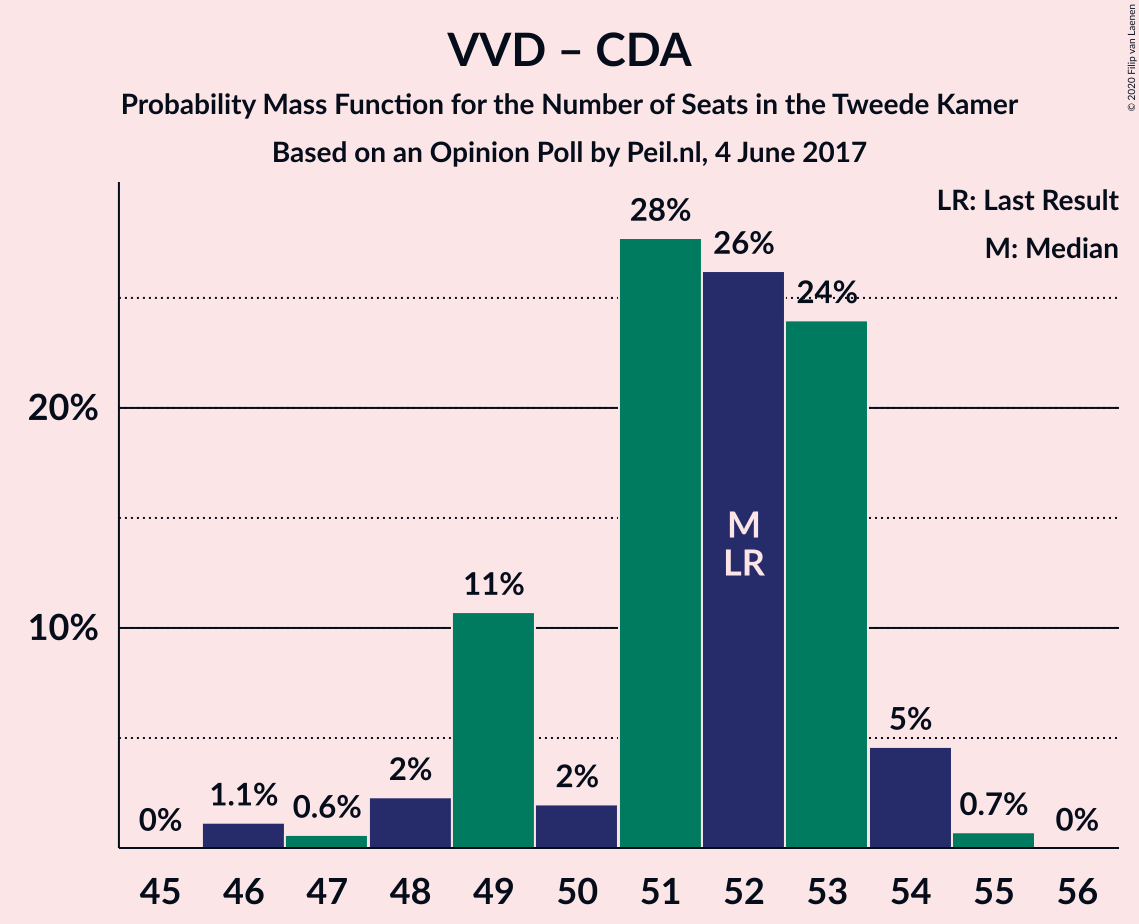 VVD – CDA
Probability Mass Function for the Number of Seats in the Tweede Kamer
Based on an Opinion Poll by Peil.nl, 4 June 2017
© 2020 Filip van Laenen
LR: Last Result
M: Median
20%
10%
0%
1.1%
0.6%
2%
11%
2%
28%
26%
24%
5%
0.7%
0%
M
LR
45 46 47 48 49 50 51 52 53 54 55 56